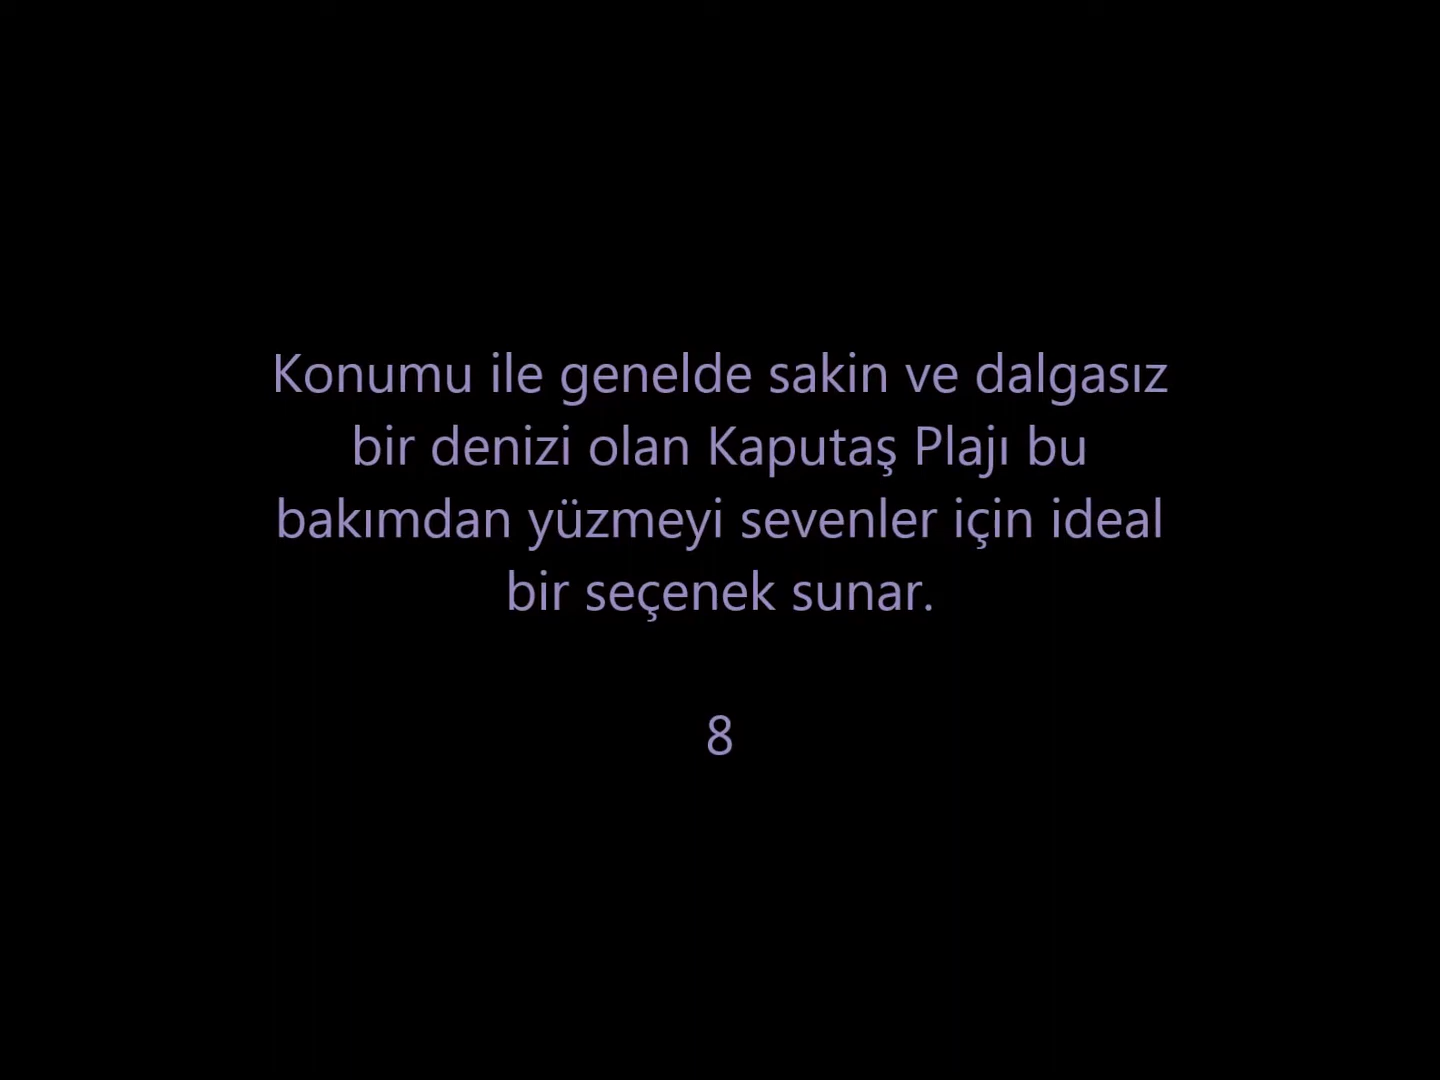 Konumu ile genelde sakin ve dalgasız
bir denizi olan Kaputaş Plajı bu
bakımdan yüzmeyi sevenler için ideal
bir seçenek sunar.
8